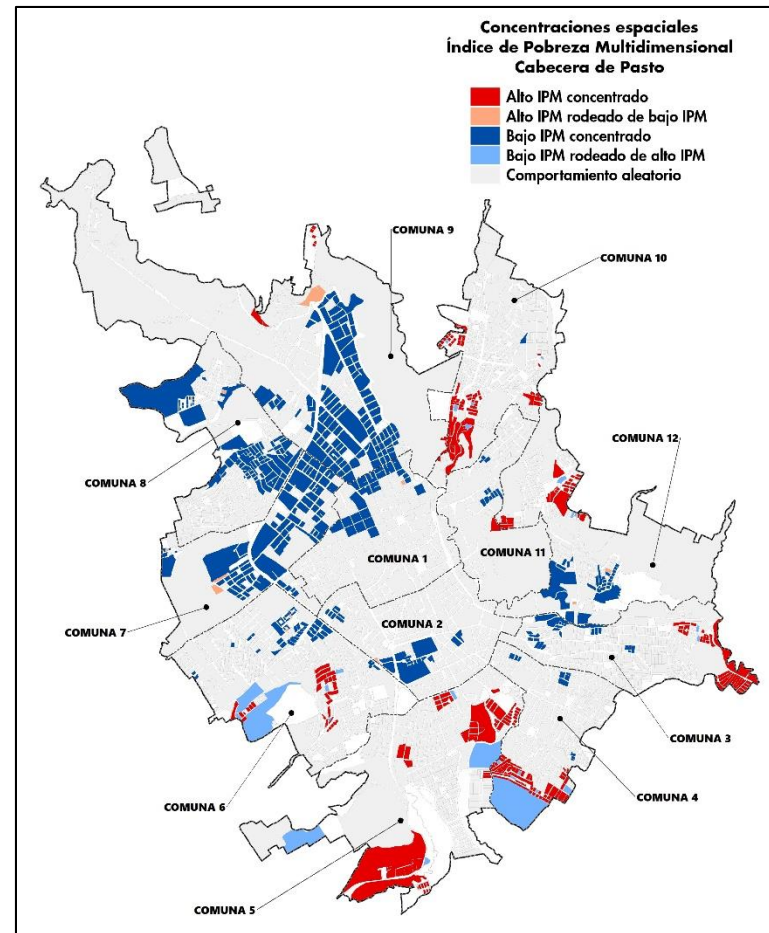 Concentraciones espaciales
Índice de Pobreza Multidimensional
Cabecera de Pasto
Alto IPM concentrado
Alto IPM rodeado de bajo IPM
Bajo IPM concentrado
Bajo IPM rodeado de alto IPM
Comportamiento aleatorio
COMUNA 9
COMUNA 10
COMUNA 12
COMUNA 8
COMUNA 11
COMUNA 1
COMUNA 2
COMUNA 7
COMUNA 3
COMUNA 4
COMUNA 6
COMUNA 5